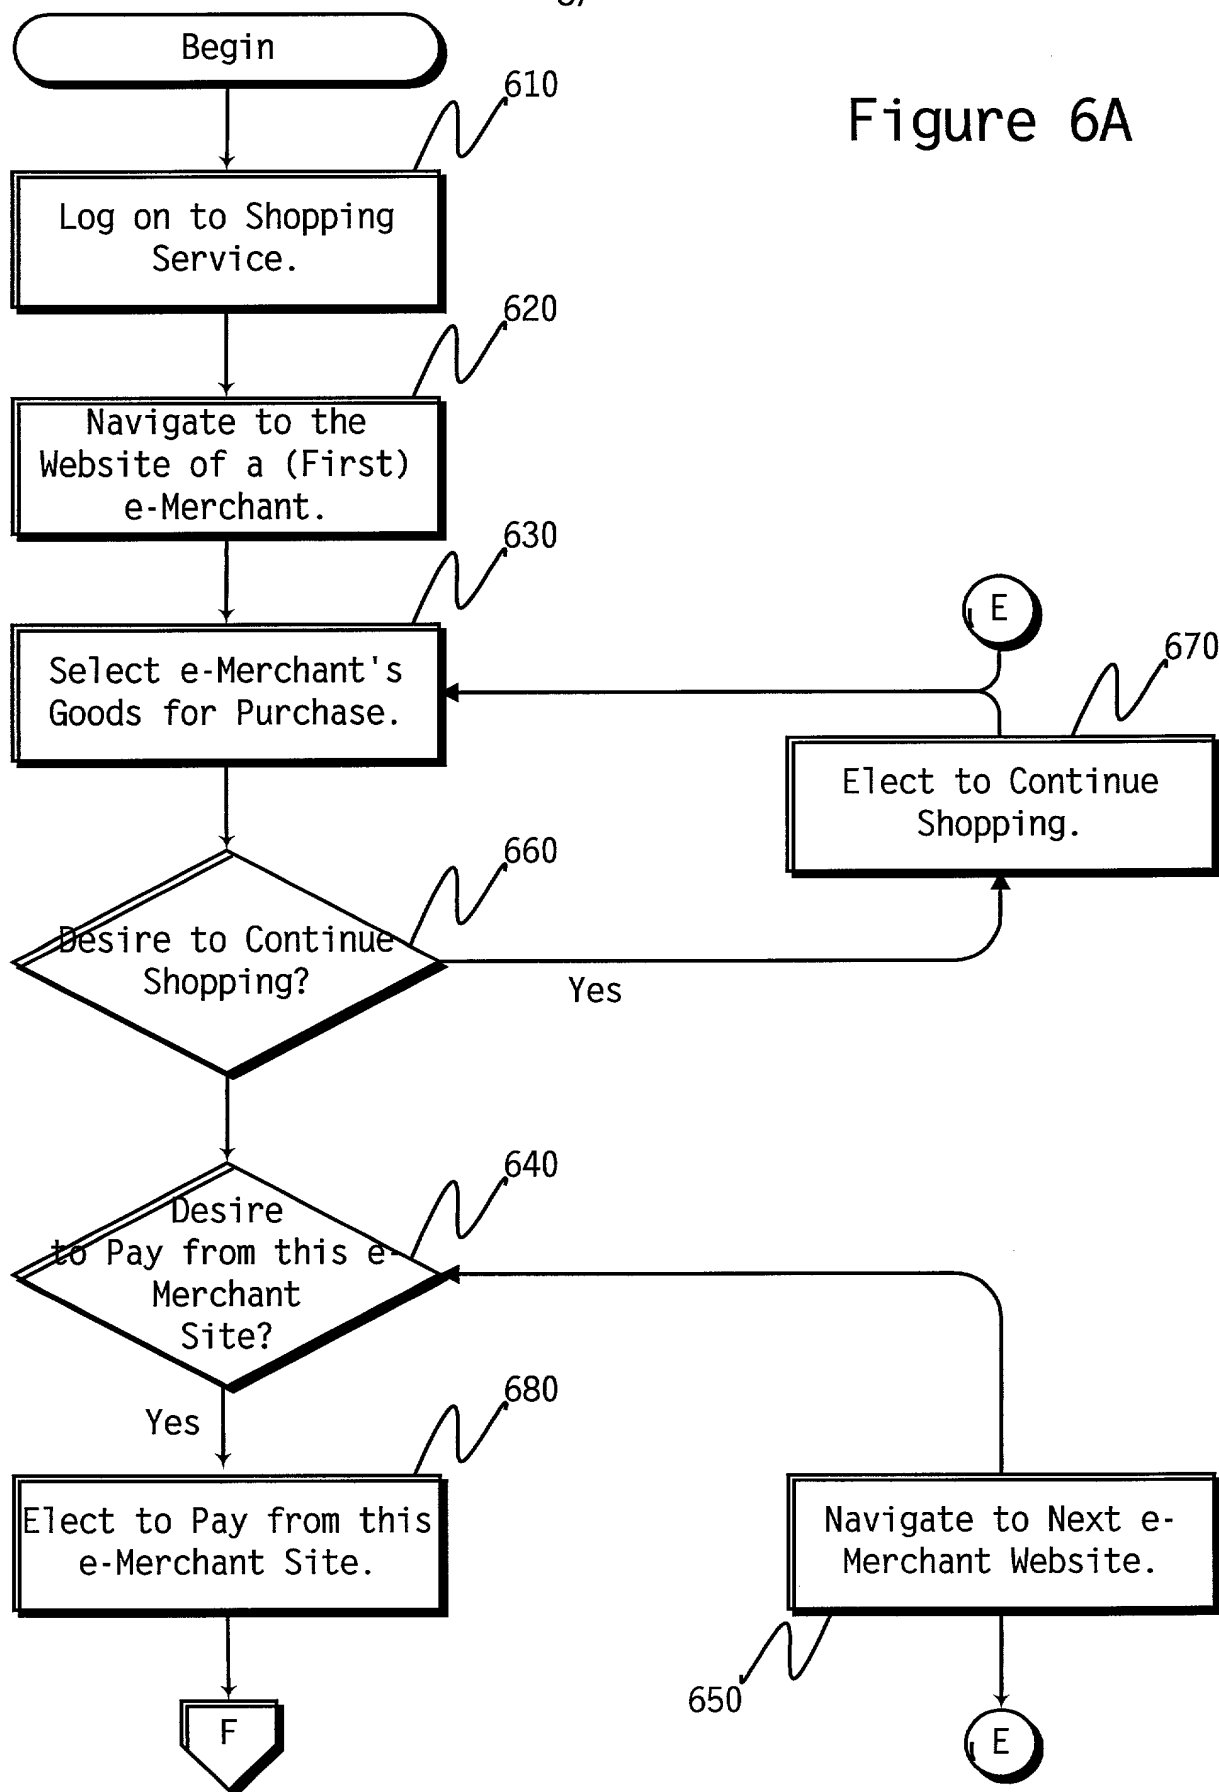 Begin
610
Figure 6A
Log on to Shopping
Service.
620
Navigate to the
Website of a (First)
e-Merchant.
630
E
Select e-Merchant's
Goods for Purchase.
670
Elect to Continue
Shopping.
660
Desire to Continue
Shopping?
Yes
640
Desire
to Pay from this e-
Merchant
Site?
Yes
680
Elect to Pay from this
e-Merchant Site.
Navigate to Next e-
Merchant Website.
650
F
E